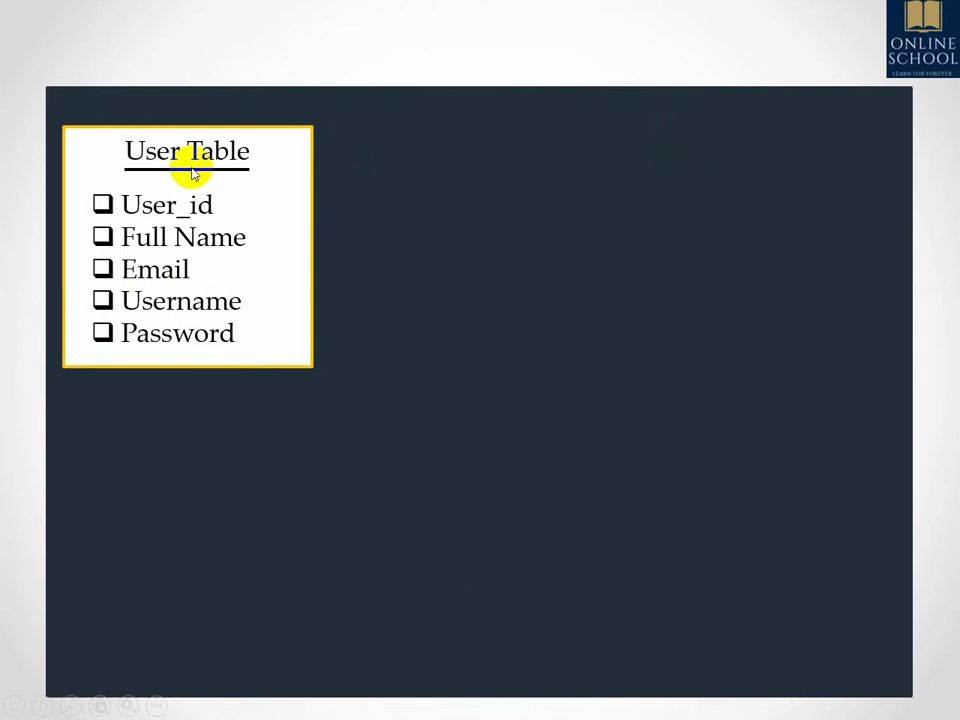 ONLINE
SCHOOL
LEARN FOR FOREVER
User Table
User_id
Full Name
Email
Username
Password